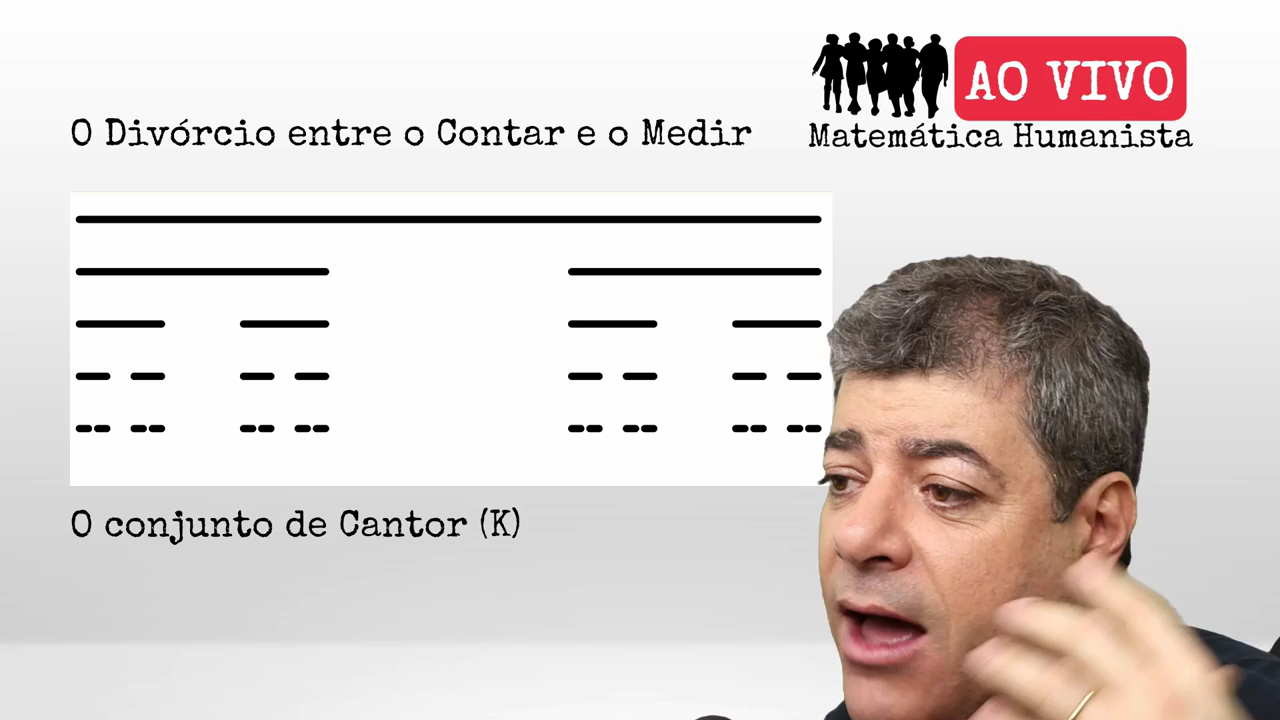 AO VIVO
Matemática Humanista
O Divórcio entre o Contar e o Medir
O conjunto de Cantor (K)